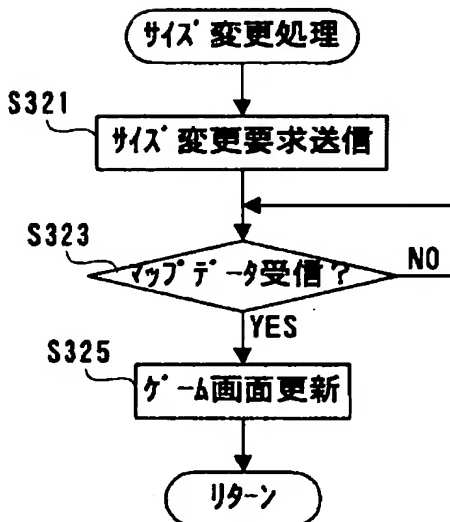 ｻｲｽﾞ変更処理
S321
ｻｲｽﾞ変更要求送信
S323
ﾏｯﾌﾟﾃﾞｰﾀ受信？
NO
YES
S325
ｹﾞｰﾑ画面更新
ﾘﾀｰﾝ